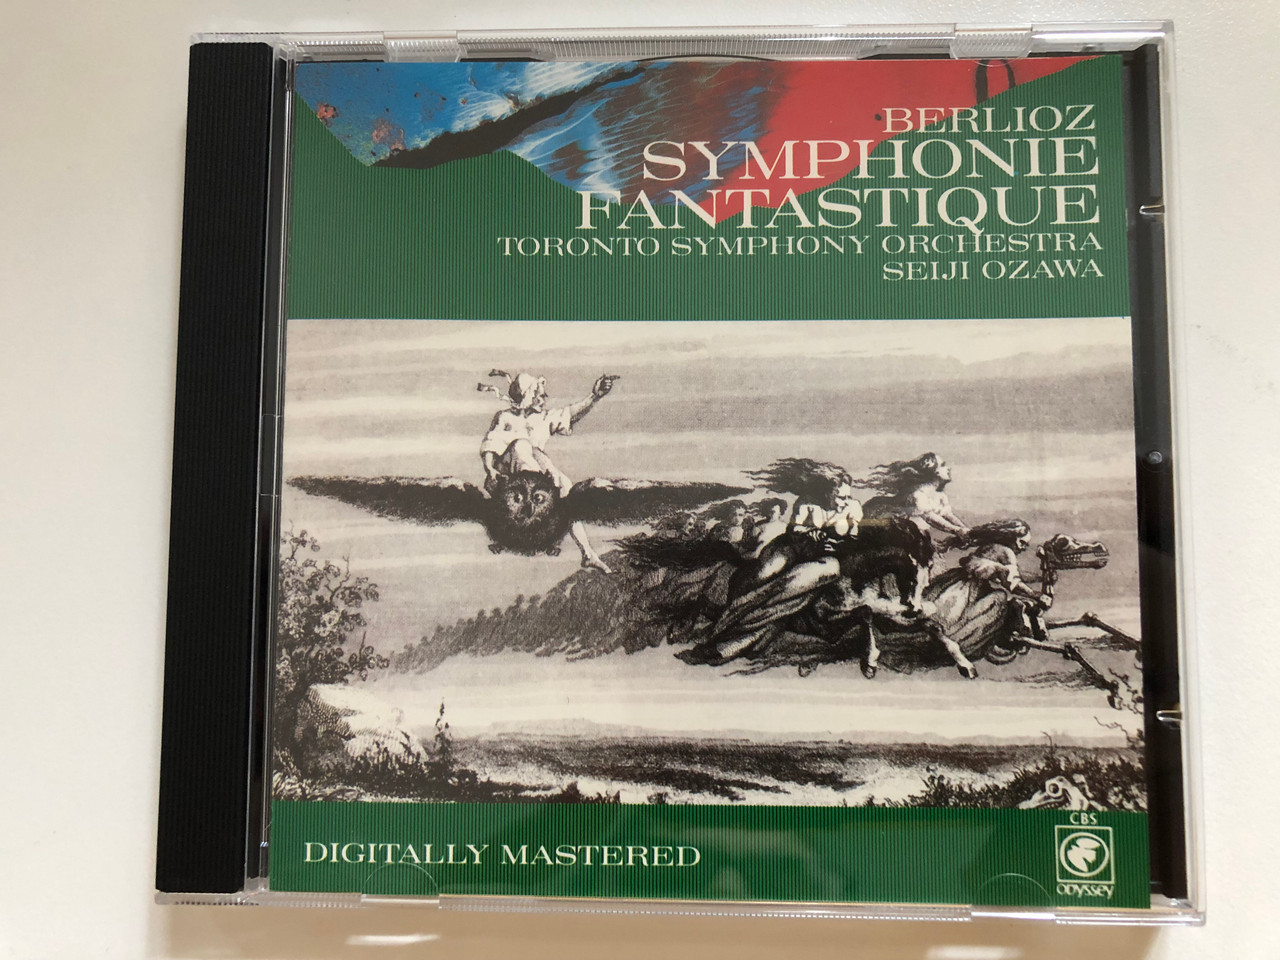 BERLIOZ
SYMPHONIE
FANTASTIQUE
TORONTO SYMPHONY ORCHESTRA
SEIJI OZAWA
DIGITALLY MASTERED
CBS
ODYSSEY